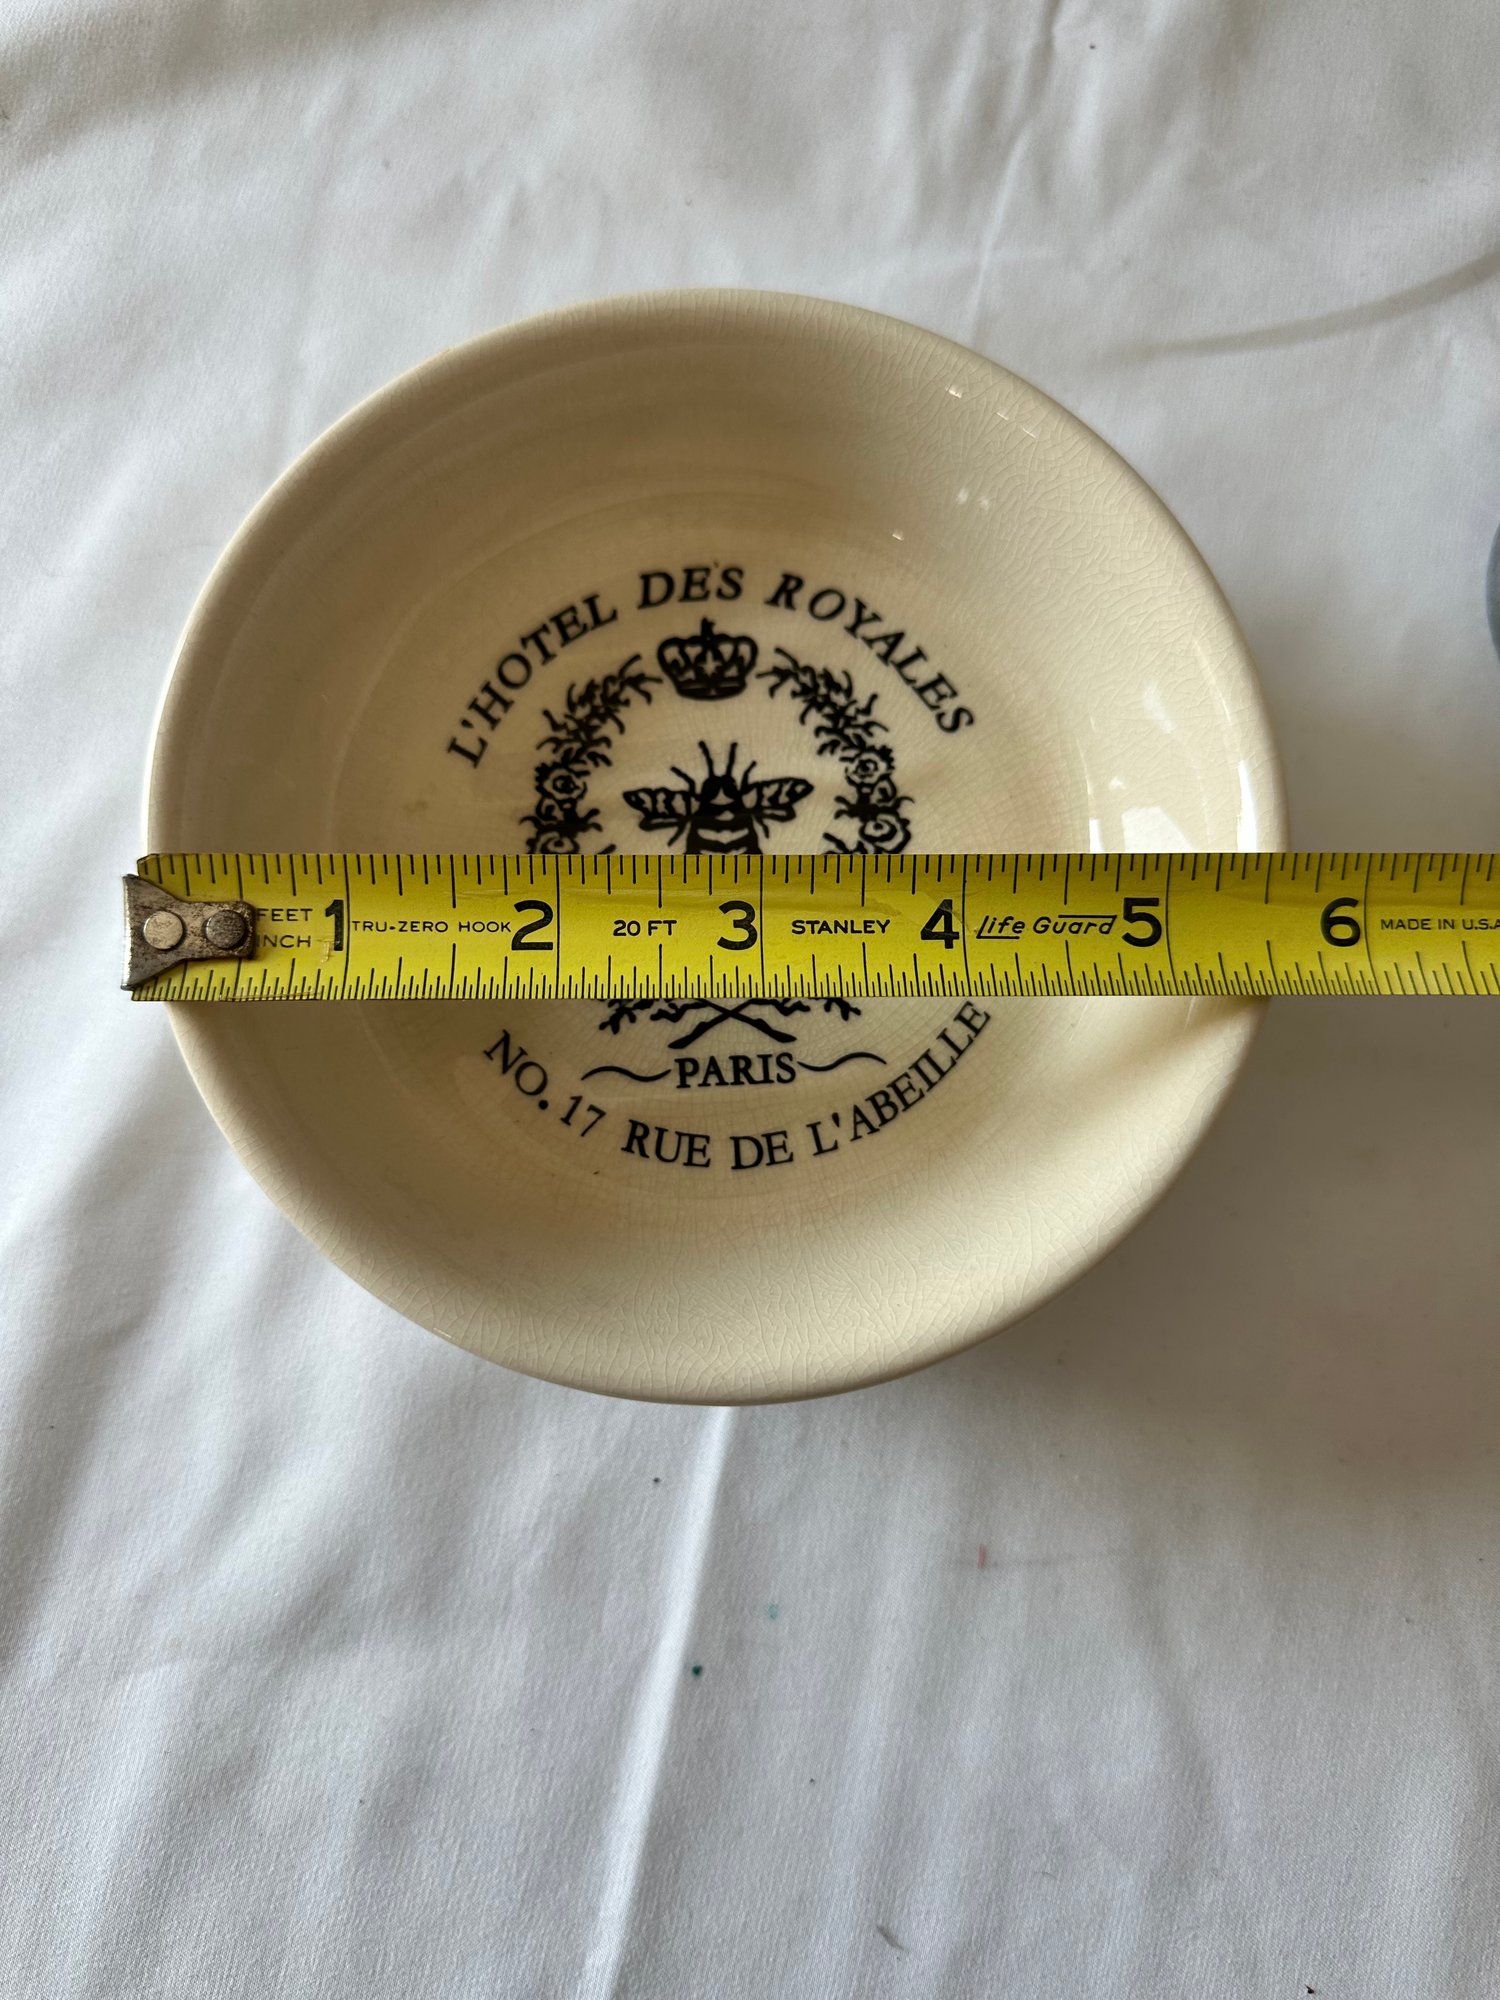 L'HOTEL DES ROYALES
FEET
INCH
1 TRU-ZERO HOOK 2 20 FT 3 STANLEY 4 Life Guard 5 6 MADE IN U.S.A
PARIS
NO. 17 RUE DE L'ABEILLE